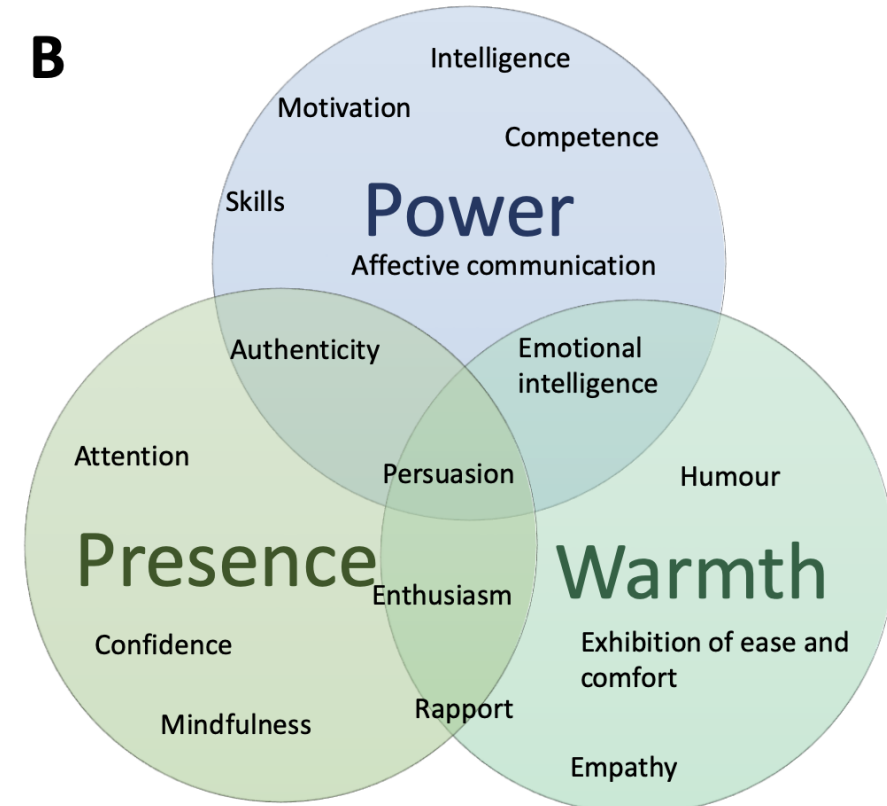 B
Intelligence
Motivation
Competence
Skills
Power
Affective communication
Authenticity
Emotional
intelligence
Attention
Persuasion
Humour
Presence
Warmth
Enthusiasm
Confidence
Exhibition of ease and
comfort
Rapport
Mindfulness
Empathy